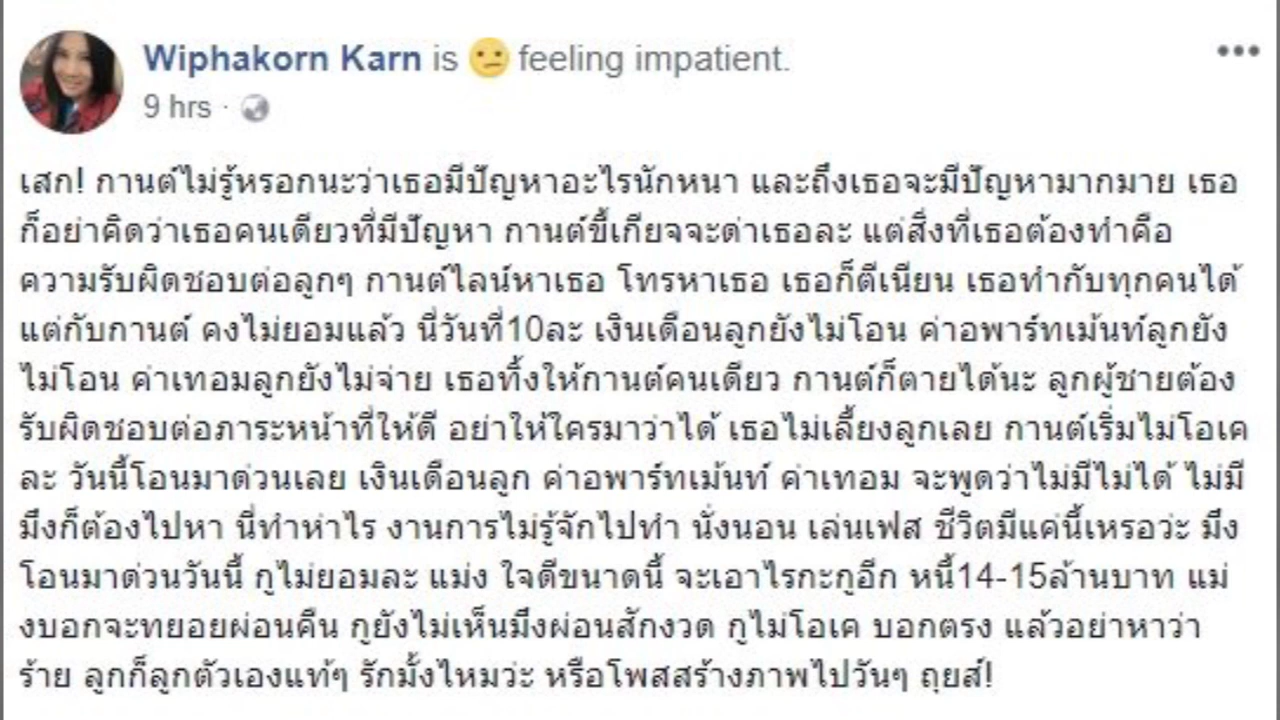 Wiphakorn Karn is feeling impatient.
9 hrs ·
เสก! กานต์ไม่รู้หรอกนะว่าเธอมีปัญหาอะไรนักหนา และถึงเธอจะมีปัญหามากมาย เธอ
ก็อย่าคิดว่าเธอคนเดียวที่มีปัญหา กานต์ขี้เกียจจะด่าเธอละ แต่สิ่งที่เธอต้องทำคือ
ความรับผิดชอบต่อลูกๆ กานต์ไลน์หาเธอ โทรหาเธอ เธอก็ตีเนียน เธอทำกับทุกคนได้
แต่กับกานต์ คงไม่ยอมแล้ว นี่วันที่10ละ เงินเดือนลูกยังไม่โอน ค่าอพาร์ทเม้นท์ลูกยัง
ไม่โอน ค่าเทอมลูกยังไม่จ่าย เธอทิ้งให้กานต์คนเดียว กานต์ก็ตายได้นะ ลูกผู้ชายต้อง
รับผิดชอบต่อภาระหน้าที่ให้ดี อย่าให้ใครมาว่าได้ เธอไม่เลี้ยงลูกเลย กานต์เริ่มไม่โอเค
ละ วันนี้โอนมาด่วนเลย เงินเดือนลูก ค่าอพาร์ทเม้นท์ ค่าเทอม จะพูดว่าไม่มีไม่ได้ ไม่มี
มึงก็ต้องไปหา นี่ทำห่าไร งานการไม่รู้จักไปทำ นั่งนอน เล่นเฟส ชีวิตมีแค่นี้เหรอว่ะ มึง
โอนมาด่วนวันนี้ กูไม่ยอมละ แม่ง ใจดีขนาดนี้ จะเอาไรกะกูอีก หนี้14-15ล้านบาท แม่
งบอกจะทยอยผ่อนคืน กูยังไม่เห็นมึงผ่อนสักงวด กูไม่โอเค บอกตรง แล้วอย่าหาว่า
ร้าย ลูกก็ลูกตัวเองแท้ๆ รักมั้งไหมว่ะ หรือโพสสร้างภาพไปวันๆ ถุยส์!